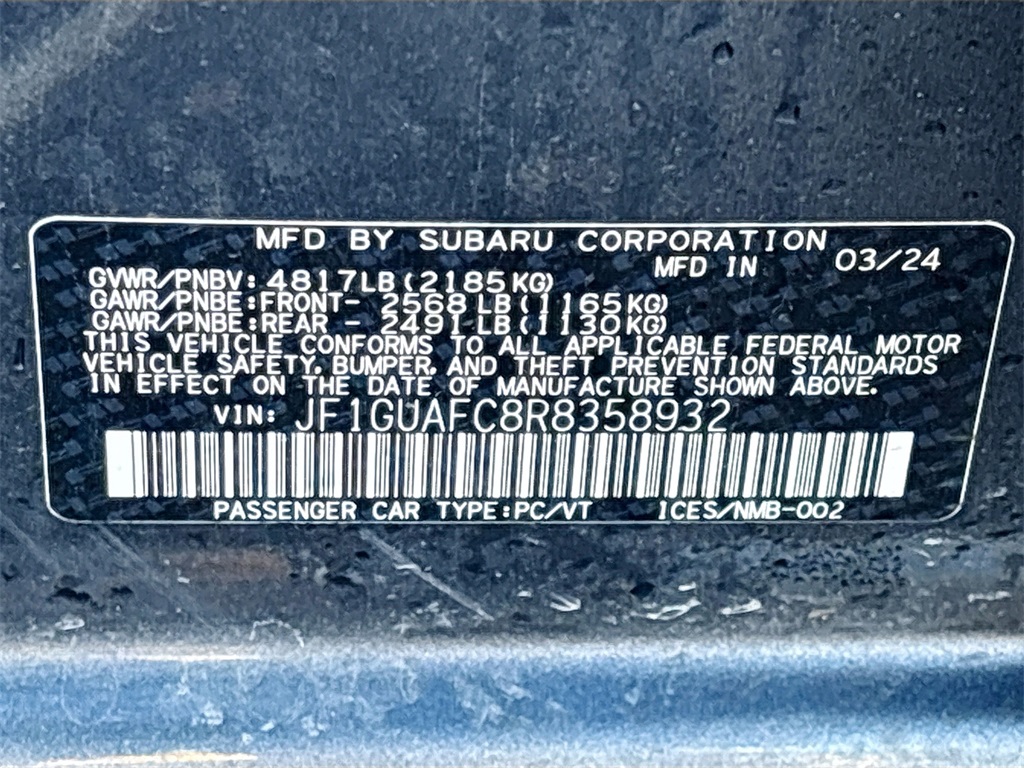 MFD BY SUBARU CORPORATION
MFD IN 03/24
GVWR/PNBV: 4817LB(2185KG)
GAWR/PNBE:FRONT- 2568LB(1165KG)
GAWR/PNBE:REAR - 2491LB(1130KG)
THIS VEHICLE CONFORMS TO ALL APPLICABLE FEDERAL MOTOR
VEHICLE SAFETY, BUMPER, AND THEFT PREVENTION STANDARDS
IN EFFECT ON THE DATE OF MANUFACTURE SHOWN ABOVE.
VIN: JF1GUAFC8R8358932
PASSENGER CAR TYPE:PC/VT ICES/NMB-002